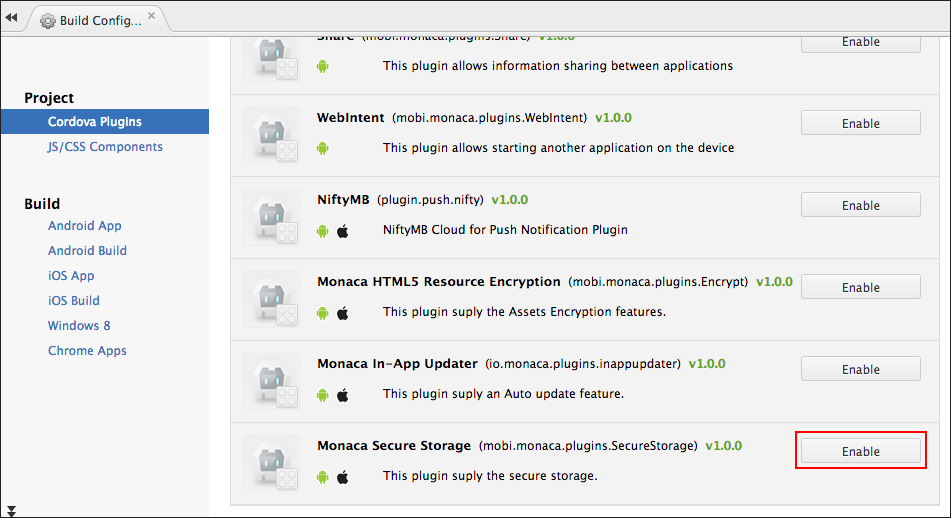 Build Config...
Project
Cordova Plugins
JS/CSS Components
Build
Android App
Android Build
iOS App
iOS Build
Windows 8
Chrome Apps
Share (mobi.monaca.plugins.Share) v1.0.0
Enable
This plugin allows information sharing between applications
WebIntent (mobi.monaca.plugins.WebIntent) v1.0.0
Enable
This plugin allows starting another application on the device
NiftyMB (plugin.push.nifty) v1.0.0
Enable
NiftyMB Cloud for Push Notification Plugin
Monaca HTML5 Resource Encryption (mobi.monaca.plugins.Encrypt) v1.0.0
Enable
This plugin suply the Assets Encryption features.
Monaca In-App Updater (io.monaca.plugins.inappupdater) v1.0.0
Enable
This plugin suply an Auto update feature.
Monaca Secure Storage (mobi.monaca.plugins.SecureStorage) v1.0.0
Enable
This plugin suply the secure storage.